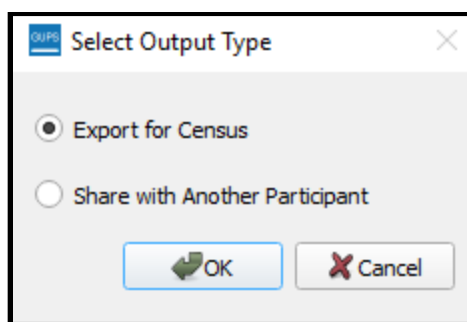 GUPS
Select Output Type
Export for Census
Share with Another Participant
OK
Cancel